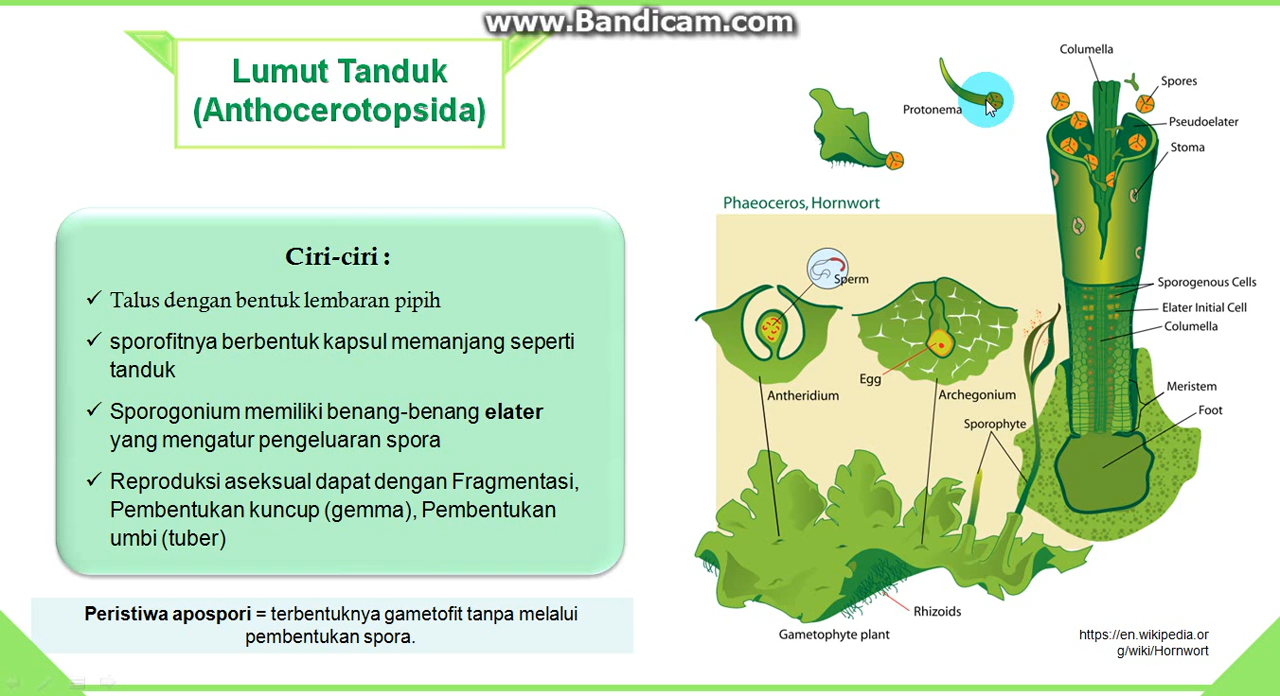 www.Bandicam.com
Lumut Tanduk
(Anthocerotopsida)
Ciri-ciri :
✓ Talus dengan bentuk lembaran pipih
✓ sporofitnya berbentuk kapsul memanjang seperti
tanduk
✓ Sporogonium memiliki benang-benang elater
yang mengatur pengeluaran spora
✓ Reproduksi aseksual dapat dengan Fragmentasi,
Pembentukan kuncup (gemma), Pembentukan
umbi (tuber)
Peristiwa apospori = terbentuknya gametofit tanpa melalui
pembentukan spora.
Columella
Spores
Protonema
Pseudoelater
Stoma
Phaeoceros, Hornwort
Sperm
Sporogenous Cells
Elater Initial Cell
Columella
Egg
Antheridium
Archegonium
Meristem
Foot
Sporophyte
Rhizoids
Gametophyte plant
https://en.wikipedia.or
g/wiki/Hornwort